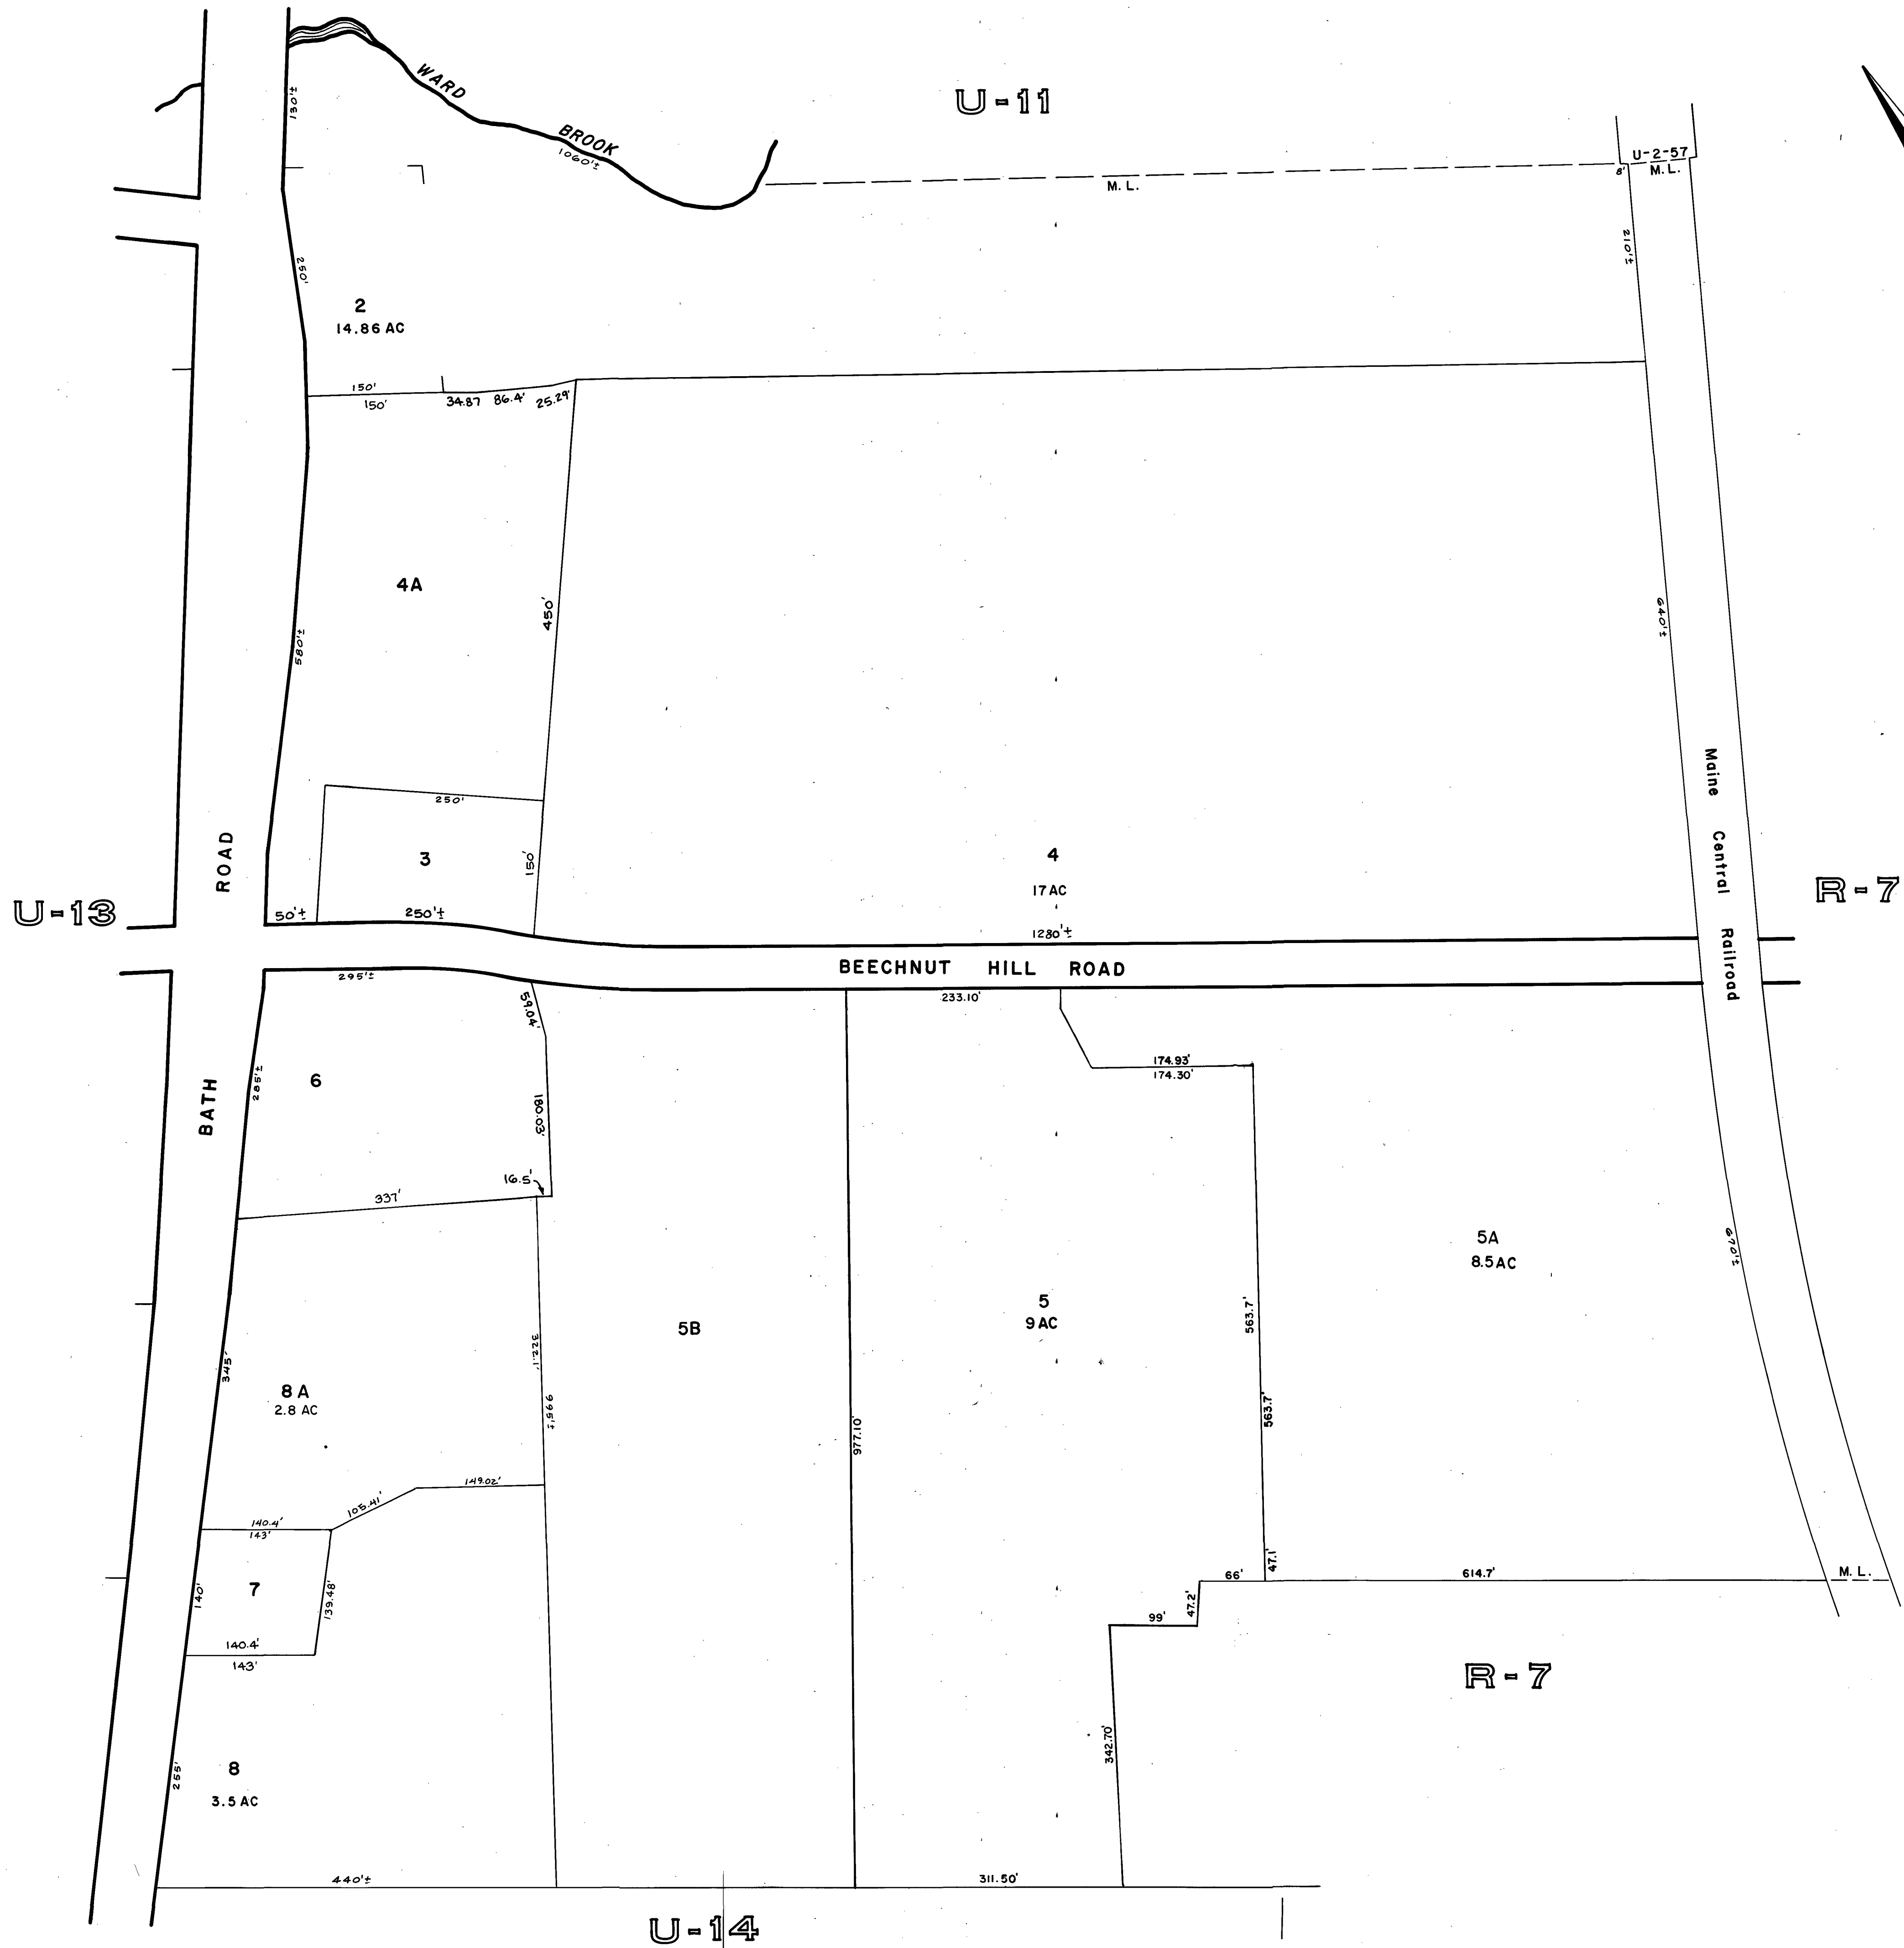 U-11
WARD
BROOK
1060'±
130'±
U-2-57
M. L.
8'
M. L.
210'±
250'
2
14.86 AC
150'
150'
34.87
86.4'
25.29'
4A
450'
580'±
640'±
Maine Central Railroad
250'
3
150'
4
17 AC
ROAD
U-13
R-7
50'±
250'±
1280'±
BEECHNUT HILL ROAD
295'±
233.10'
59.04'
174.93'
174.30'
6
285'±
BATH
180.03'
16.5'
337'
5A
8.5 AC
670'±
5
9 AC
563.7'
5B
322.1'
345'
8 A
2.8 AC
995'±
563.7'
977.10'
149.02'
105.41'
140.4'
143'
7
140'
139.48'
47.1'
66'
614.7'
M. L.
47.2'
99'
140.4'
143'
R-7
342.70'
8
3.5 AC
255'
440'±
311.50'
U-14